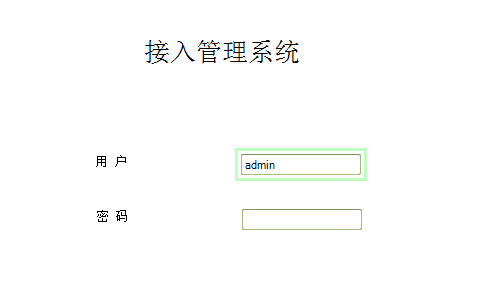 接入管理系统
用 户
admin
密 码